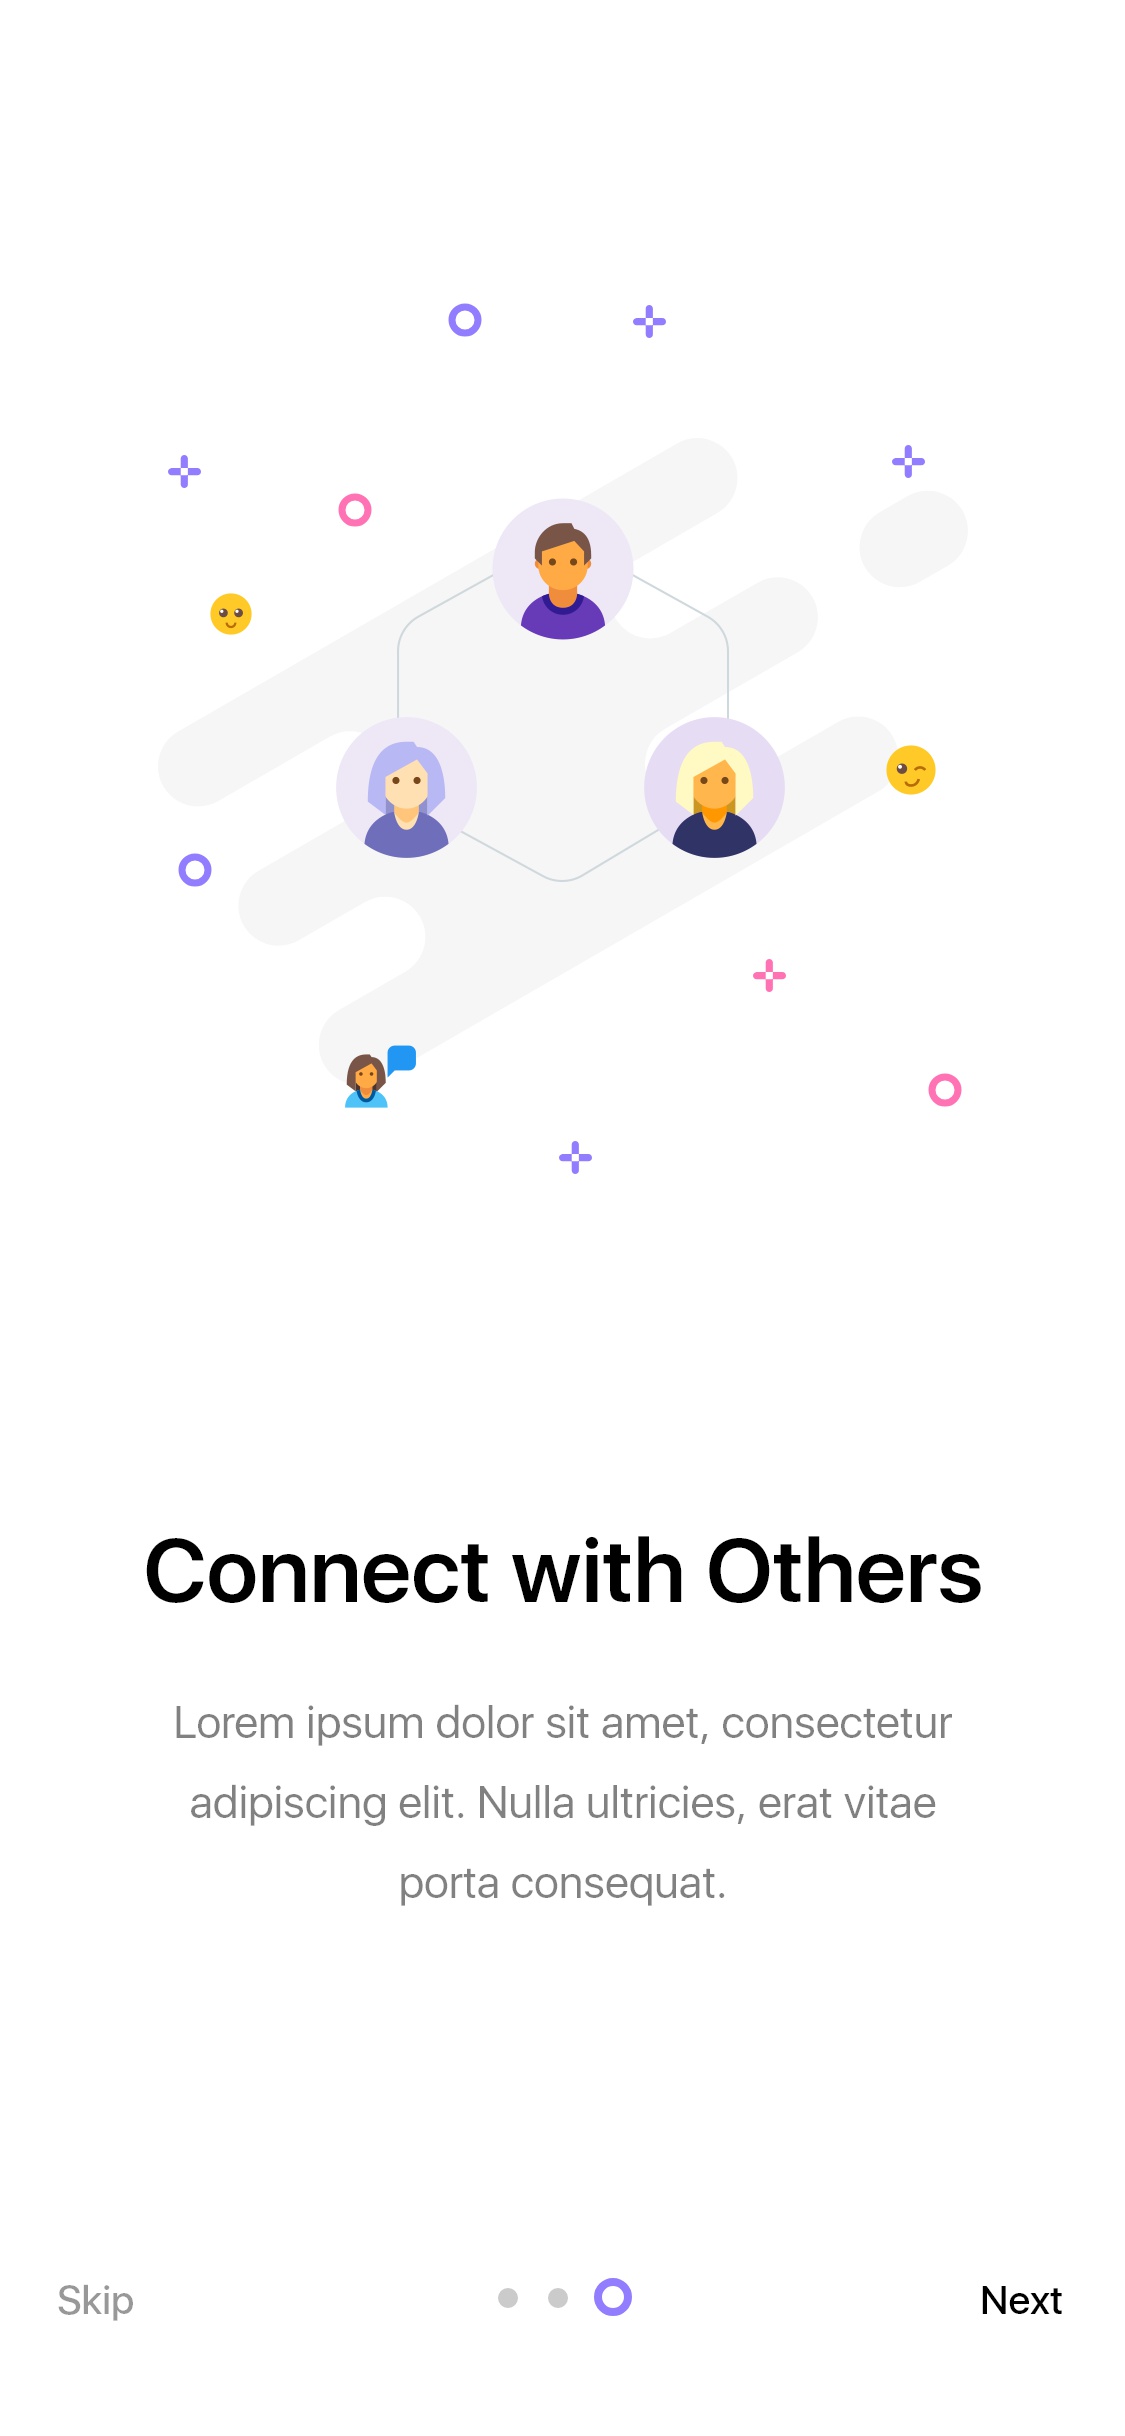 Connect with Others
Lorem ipsum dolor sit amet, consectetur
adipiscing elit. Nulla ultricies, erat vitae
porta consequat.
Skip
Next